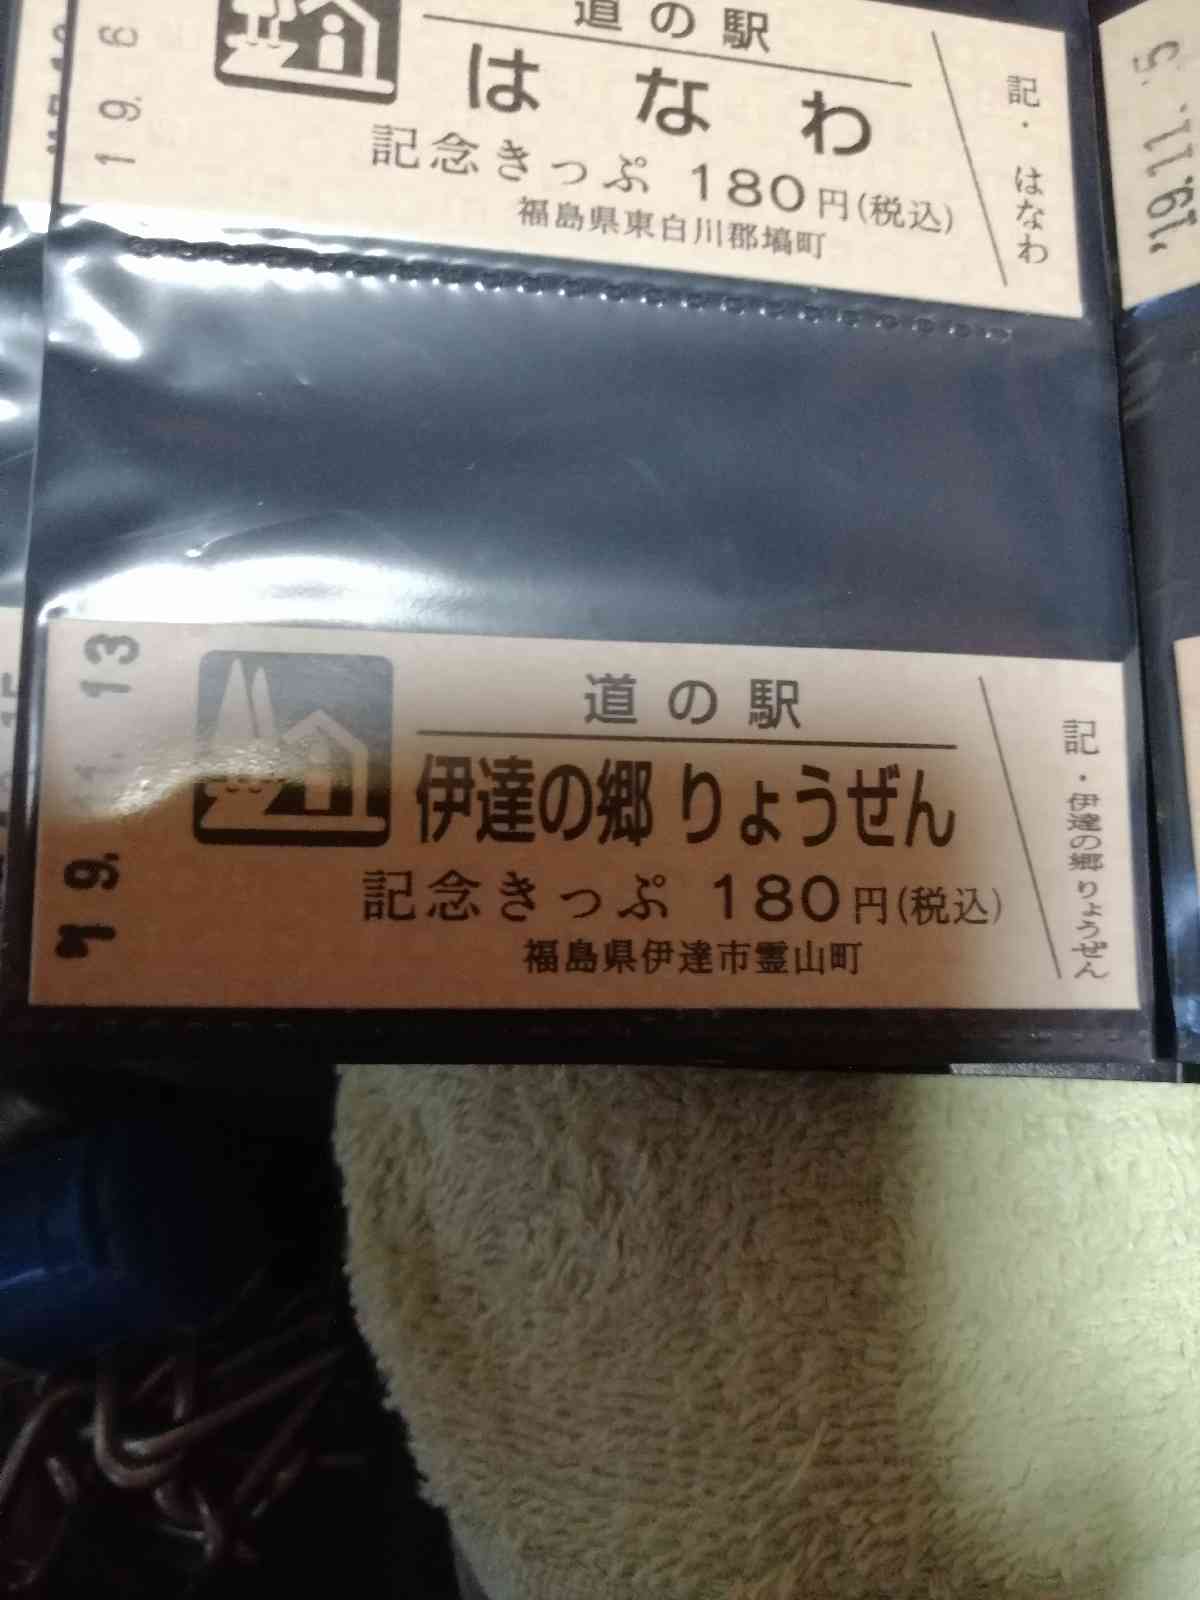 道の駅
はなわ
記念きっぷ 180円(税込)
福島県東白川郡塙町
記・はなわ
19. 6
'19.11. 5
道の駅
伊達の郷 りょうぜん
記念きっぷ 180円(税込)
福島県伊達市霊山町
記・伊達の郷りょうぜん
19. 1. 13